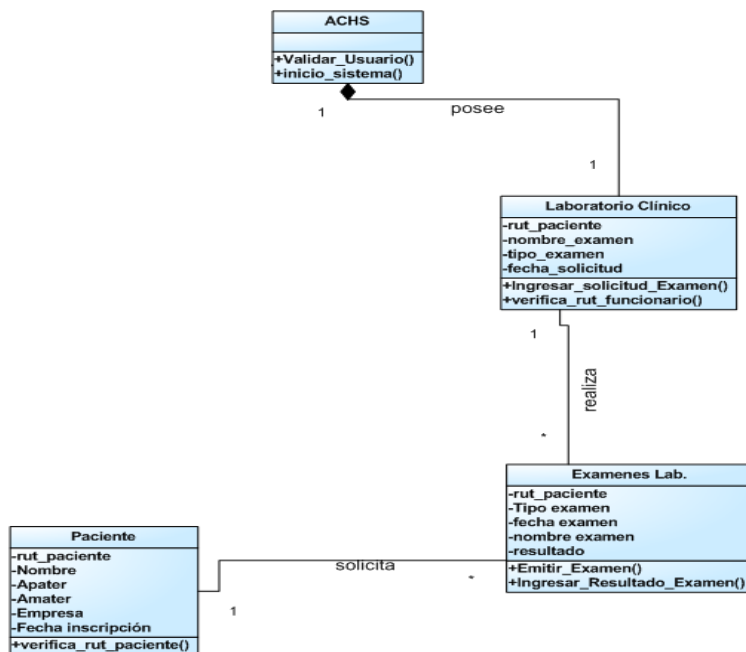 ACHS
+Validar_Usuario()
+inicio_sistema()
1
posee
1
Laboratorio Clínico
-rut_paciente
-nombre_examen
-tipo_examen
-fecha_solicitud
+Ingresar_solicitud_Examen()
+verifica_rut_funcionario()
1
realiza
*
Examenes Lab.
-rut_paciente
-Tipo examen
-fecha examen
-nombre examen
-resultado
+Emitir_Examen()
+Ingresar_Resultado_Examen()
Paciente
-rut_paciente
-Nombre
-Apater
-Amater
-Empresa
-Fecha inscripción
+verifica_rut_paciente()
solicita
*
1